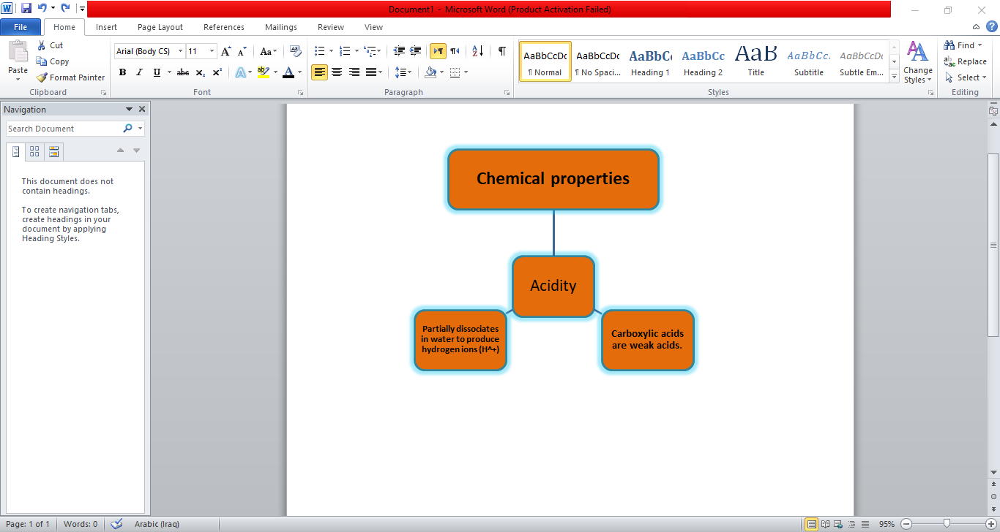 Document1 - Microsoft Word (Product Activation Failed)
File Home Insert Page Layout References Mailings Review View
Paste
Cut
Copy
Format Painter
Clipboard
Arial (Body CS) 11
Font
Paragraph
AaBbCcDc AaBbCcDc AaBbCc AaBbCc AaB AaBbCc. AaBbCcDc
¶ Normal ¶ No Spaci... Heading 1 Heading 2 Title Subtitle Subtle Em...
Change
Styles
Styles
Find
Replace
Select
Editing
Navigation
Search Document
This document does not
contain headings.
To create navigation tabs,
create headings in your
document by applying
Heading Styles.
Chemical properties
Acidity
Partially dissociates
in water to produce
hydrogen ions (H^+)
Carboxylic acids
are weak acids.
Page: 1 of 1 Words: 0 Arabic (Iraq) 95%